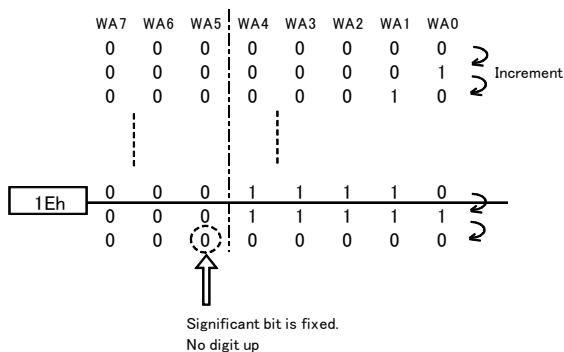 WA7 WA6 WA5 WA4 WA3 WA2 WA1 WA0
0 0 0 0 0 0 0 0
0 0 0 0 0 0 0 1
Increment
0 0 0 0 0 0 1 0
1Eh 0 0 0 1 1 1 1 0
0 0 0 1 1 1 1 1
0 0 0 0 0 0 0 0
Significant bit is fixed.
No digit up